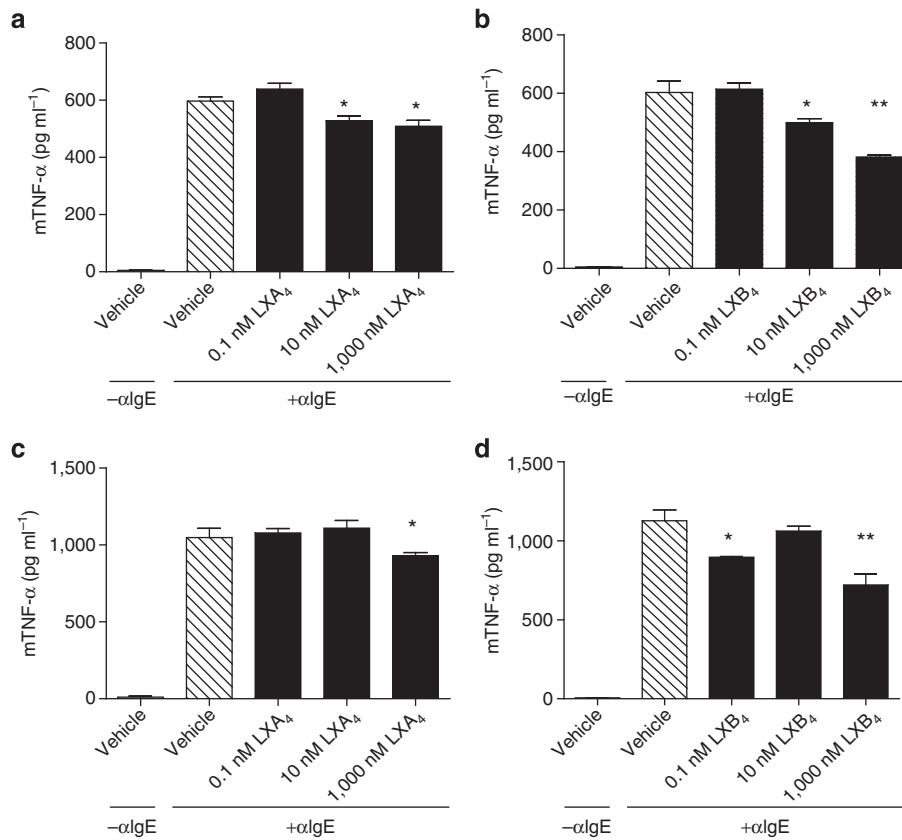 a
800
600
400
200
0
mTNF-α (pg ml⁻¹)
*
*
Vehicle
Vehicle
0.1 nM LXA₄
10 nM LXA₄
1,000 nM LXA₄
−αIgE
+αIgE
b
800
600
400
200
0
mTNF-α (pg ml⁻¹)
*
**
Vehicle
Vehicle
0.1 nM LXB₄
10 nM LXB₄
1,000 nM LXB₄
−αIgE
+αIgE
c
1,500
1,000
500
0
mTNF-α (pg ml⁻¹)
*
Vehicle
Vehicle
0.1 nM LXA₄
10 nM LXA₄
1,000 nM LXA₄
−αIgE
+αIgE
d
1,500
1,000
500
0
mTNF-α (pg ml⁻¹)
*
**
Vehicle
Vehicle
0.1 nM LXB₄
10 nM LXB₄
1,000 nM LXB₄
−αIgE
+αIgE